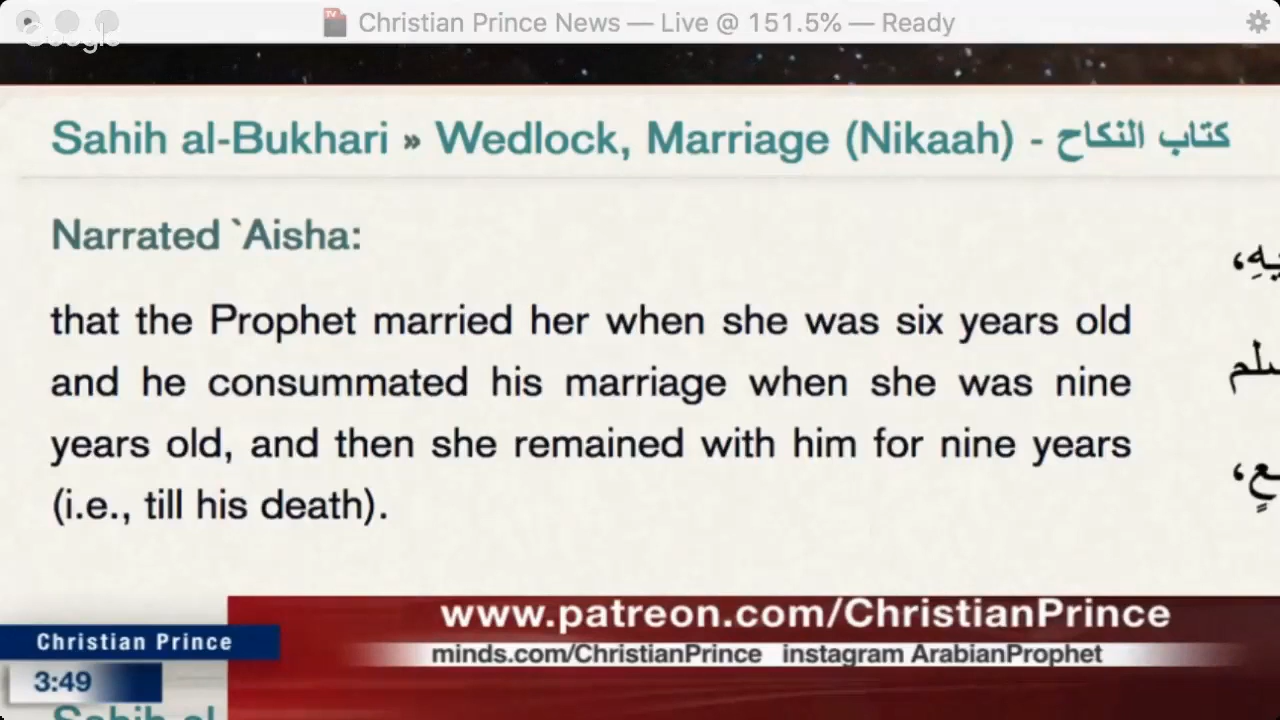 Christian Prince News — Live @ 151.5% — Ready
Google
Sahih al-Bukhari » Wedlock, Marriage (Nikaah) - كتاب النكاح
Narrated `Aisha:
that the Prophet married her when she was six years old
and he consummated his marriage when she was nine
years old, and then she remained with him for nine years
(i.e., till his death).
www.patreon.com/ChristianPrince
Christian Prince
minds.com/ChristianPrince instagram ArabianProphet
3:49
Sahih al